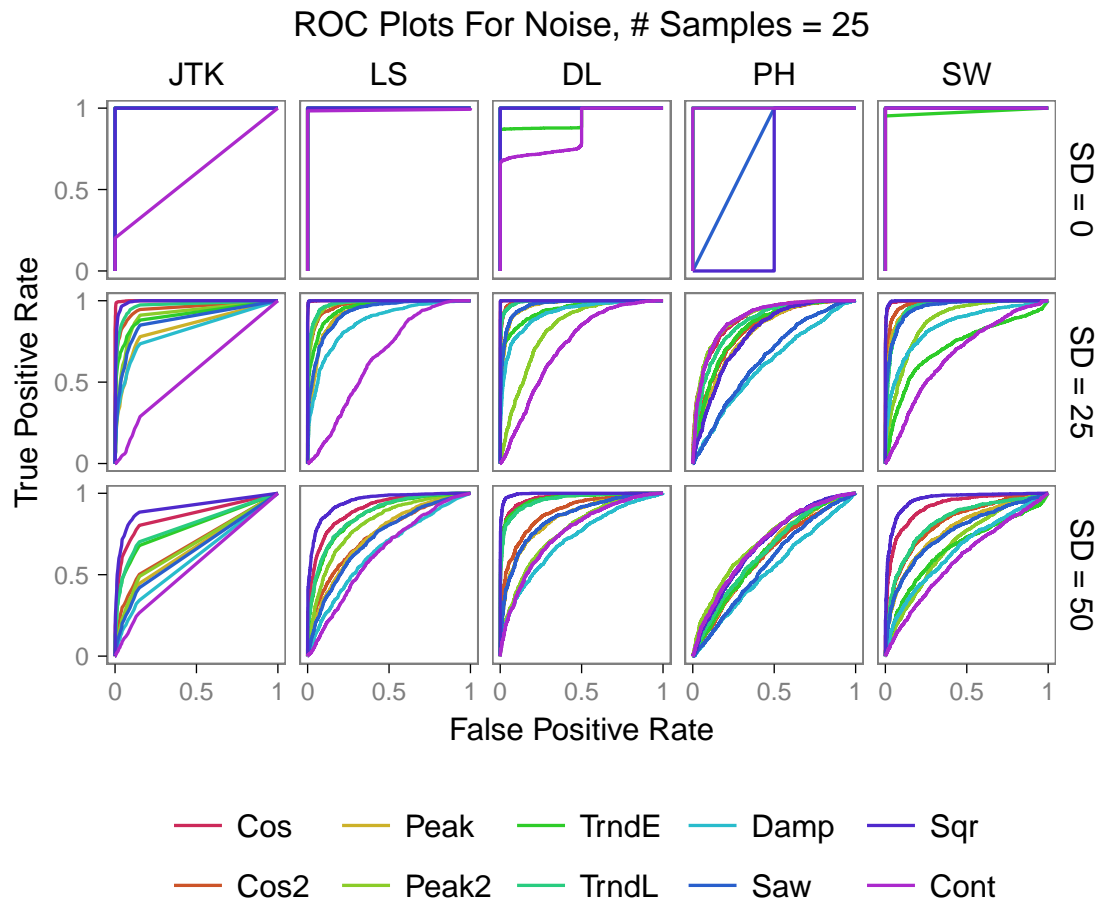 ROC Plots For Noise, # Samples = 25
JTK LS DL PH SW
1
0.5
0
SD = 0
1
0.5
0
SD = 25
1
0.5
0
SD = 50
True Positive Rate
0 0.5 1 0 0.5 1 0 0.5 1 0 0.5 1 0 0.5 1
False Positive Rate
Cos Peak TrndE Damp Sqr
Cos2 Peak2 TrndL Saw Cont